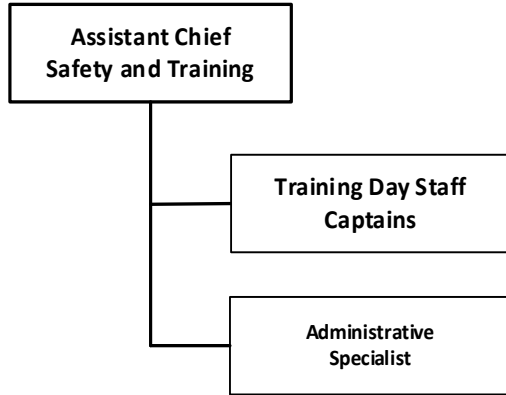 Assistant Chief
Safety and Training
Training Day Staff
Captains
Administrative
Specialist